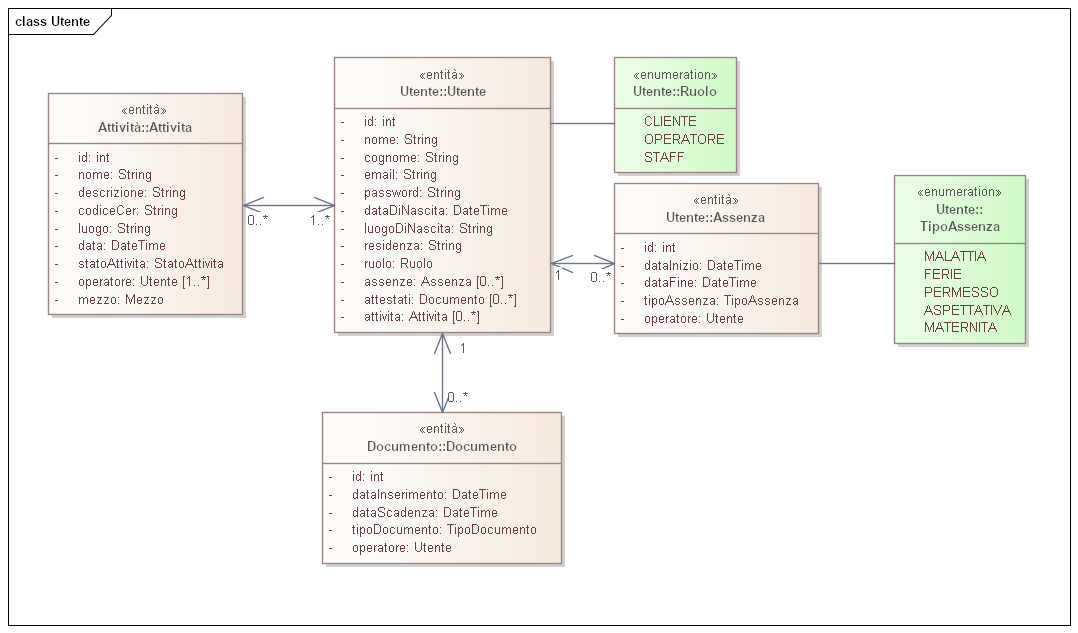 class Utente
«entità»
Attività::Attivita
- id: int
- nome: String
- descrizione: String
- codiceCer: String
- luogo: String
- data: DateTime
- statoAttivita: StatoAttivita
- operatore: Utente [1..*]
- mezzo: Mezzo
0..*
1..*
«entità»
Utente::Utente
- id: int
- nome: String
- cognome: String
- email: String
- password: String
- dataDiNascita: DateTime
- luogoDiNascita: String
- residenza: String
- ruolo: Ruolo
- assenze: Assenza [0..*]
- attestati: Documento [0..*]
- attivita: Attivita [0..*]
«enumeration»
Utente::Ruolo
CLIENTE
OPERATORE
STAFF
1
0..*
«entità»
Utente::Assenza
- id: int
- dataInizio: DateTime
- dataFine: DateTime
- tipoAssenza: TipoAssenza
- operatore: Utente
«enumeration»
Utente::
TipoAssenza
MALATTIA
FERIE
PERMESSO
ASPETTATIVA
MATERNITA
1
0..*
«entità»
Documento::Documento
- id: int
- dataInserimento: DateTime
- dataScadenza: DateTime
- tipoDocumento: TipoDocumento
- operatore: Utente